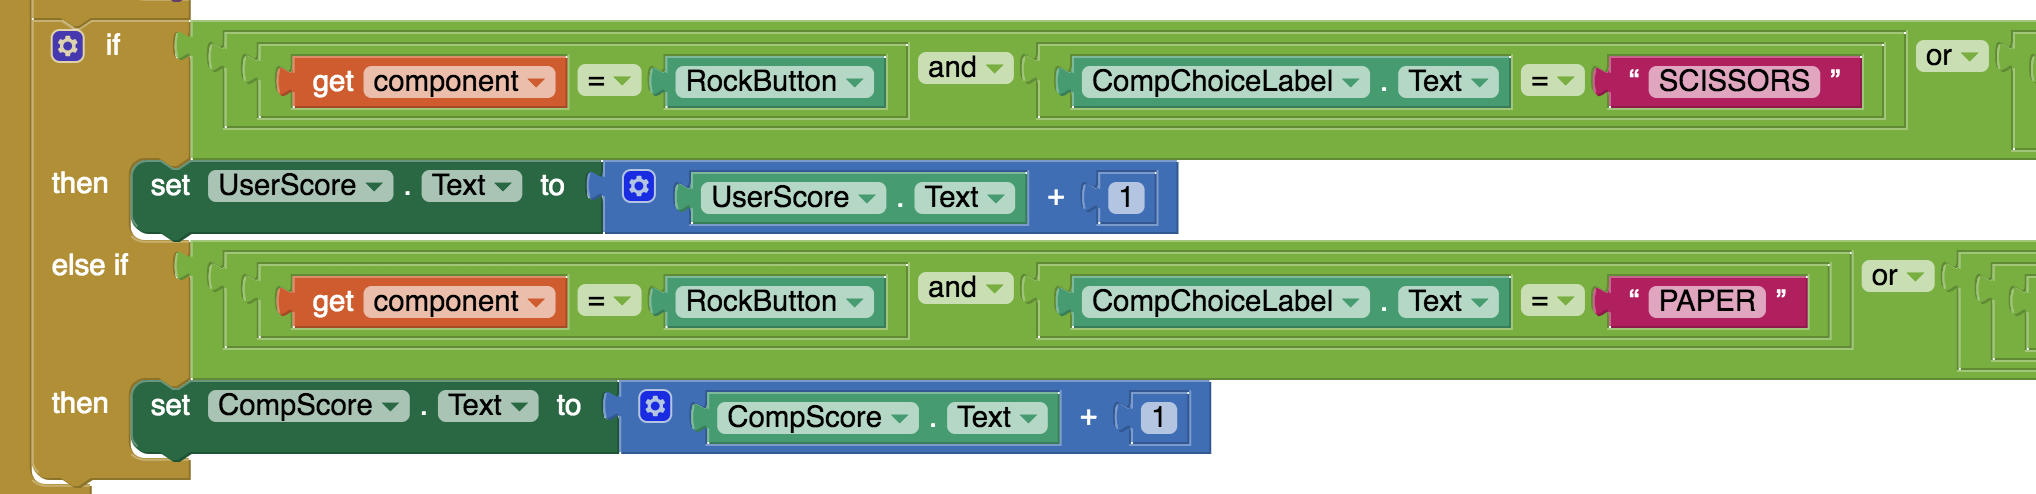 if get component = RockButton and CompChoiceLabel . Text = “ SCISSORS ” or
then set UserScore . Text to UserScore . Text + 1
else if get component = RockButton and CompChoiceLabel . Text = “ PAPER ” or
then set CompScore . Text to CompScore . Text + 1